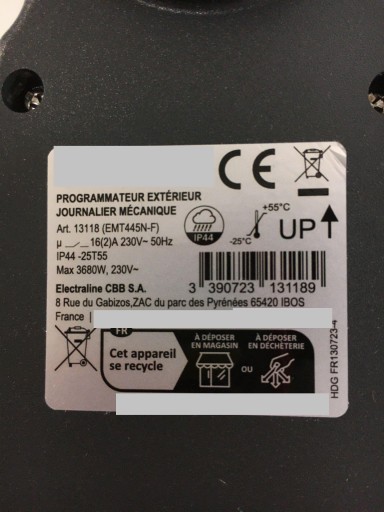 CE
PROGRAMMATEUR EXTÉRIEUR
JOURNALIER MÉCANIQUE
Art. 13118 (EMT445N-F)
µ 16(2)A 230V~ 50Hz
IP44 -25T55
Max 3680W, 230V~
IP44
-25°C
+55°C
UP
Electraline CBB S.A.
3 390723 131189
8 Rue du Gabizos,ZAC du parc des Pyrénées 65420 IBOS
France |
FR
Cet appareil
se recycle
À DÉPOSER
EN MAGASIN
OU
À DÉPOSER
EN DÉCHÈTERIE
HDG FR130723-4